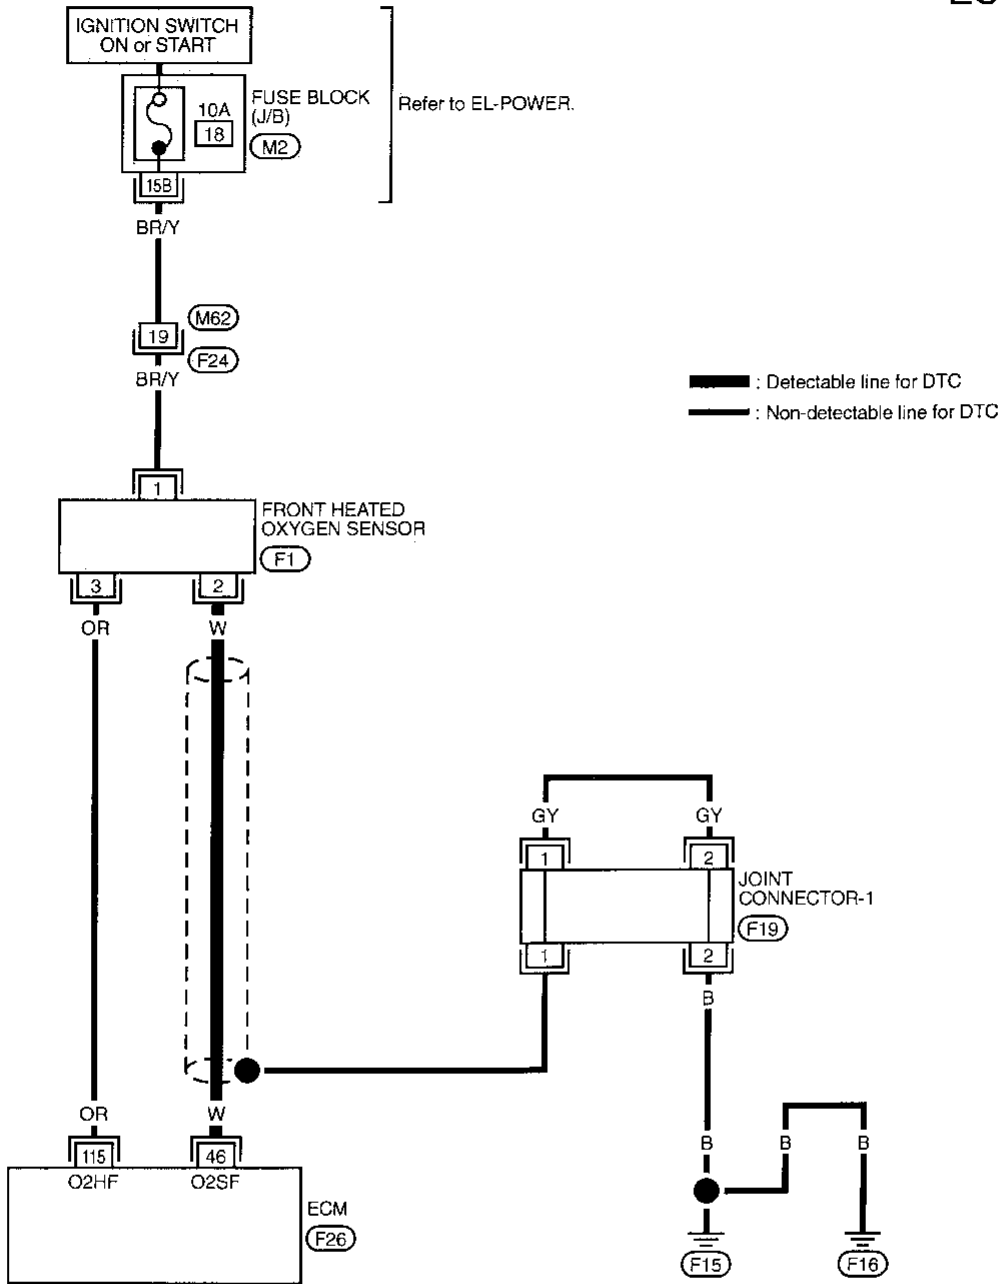 IGNITION SWITCH
ON or START
FUSE BLOCK
(J/B)
10A
18
M2
Refer to EL-POWER.
15B
BR/Y
M62
19
F24
BR/Y
: Detectable line for DTC
: Non-detectable line for DTC
1
FRONT HEATED
OXYGEN SENSOR
F1
3
2
OR
W
GY
GY
1
2
JOINT
CONNECTOR-1
F19
1
2
B
OR
W
B
B
B
115
46
O2HF
O2SF
ECM
F26
F15
F16